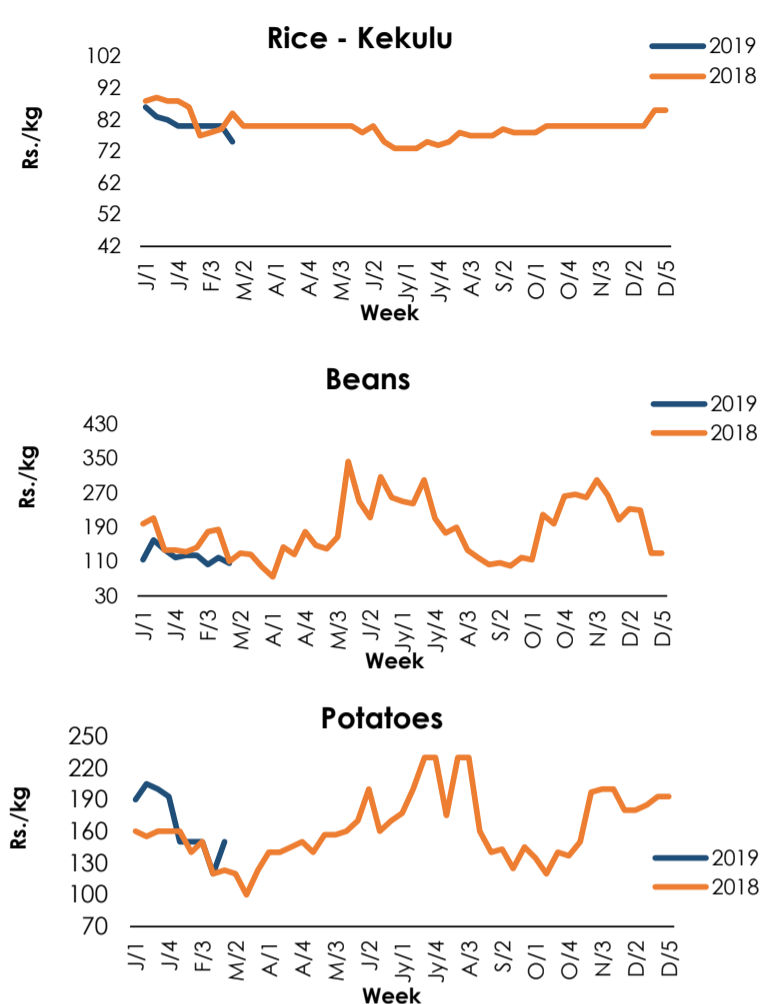 Rice - Kekulu
2019
2018
Rs./kg
102
92
82
72
62
52
42
J/1 J/4 F/3 M/2 A/1 A/4 M/3 J/2 Jy/1 Jy/4 A/3 S/2 O/1 O/4 N/3 D/2 D/5
Week
Beans
2019
2018
Rs./kg
430
350
270
190
110
30
J/1 J/4 F/3 M/2 A/1 A/4 M/3 J/2 Jy/1 Jy/4 A/3 S/2 O/1 O/4 N/3 D/2 D/5
Week
Potatoes
Rs./kg
250
220
190
160
130
100
70
2019
2018
J/1 J/4 F/3 M/2 A/1 A/4 M/3 J/2 Jy/1 Jy/4 A/3 S/2 O/1 O/4 N/3 D/2 D/5
Week